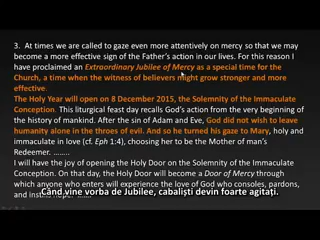 3. At times we are called to gaze even more attentively on mercy so that we may
become a more effective sign of the Father's action in our lives. For this reason I
have proclaimed an Extraordinary Jubilee of Mercy as a special time for the
Church, a time when the witness of believers might grow stronger and more
effective.
The Holy Year will open on 8 December 2015, the Solemnity of the Immaculate
Conception. This liturgical feast day recalls God's action from the very beginning of
the history of mankind. After the sin of Adam and Eve, God did not wish to leave
humanity alone in the throes of evil. And so he turned his gaze to Mary, holy and
immaculate in love (cf. Eph 1:4), choosing her to be the Mother of man's
Redeemer. ........
I will have the joy of opening the Holy Door on the Solemnity of the Immaculate
Conception. On that day, the Holy Door will become a Door of Mercy through
which anyone who enters will experience the love of God who consoles, pardons,
and
Când vine vorba de Jubilee, cabaliști devin foarte agitați.